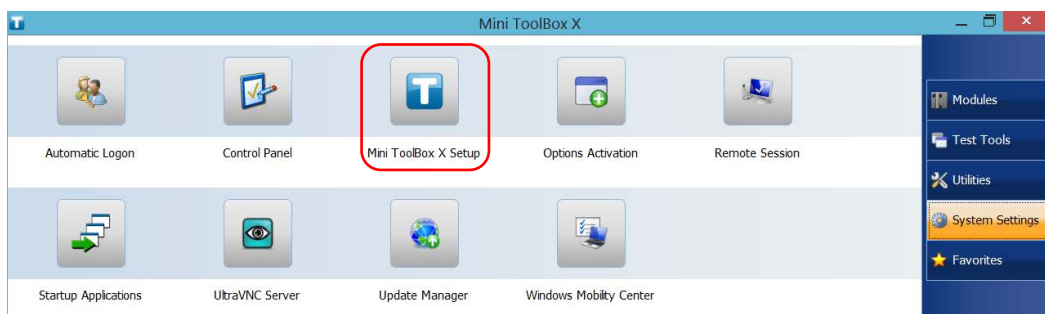 Mini ToolBox X
Automatic Logon
Control Panel
Mini ToolBox X Setup
Options Activation
Remote Session
Startup Applications
UltraVNC Server
Update Manager
Windows Mobility Center
Modules
Test Tools
Utilities
System Settings
Favorites